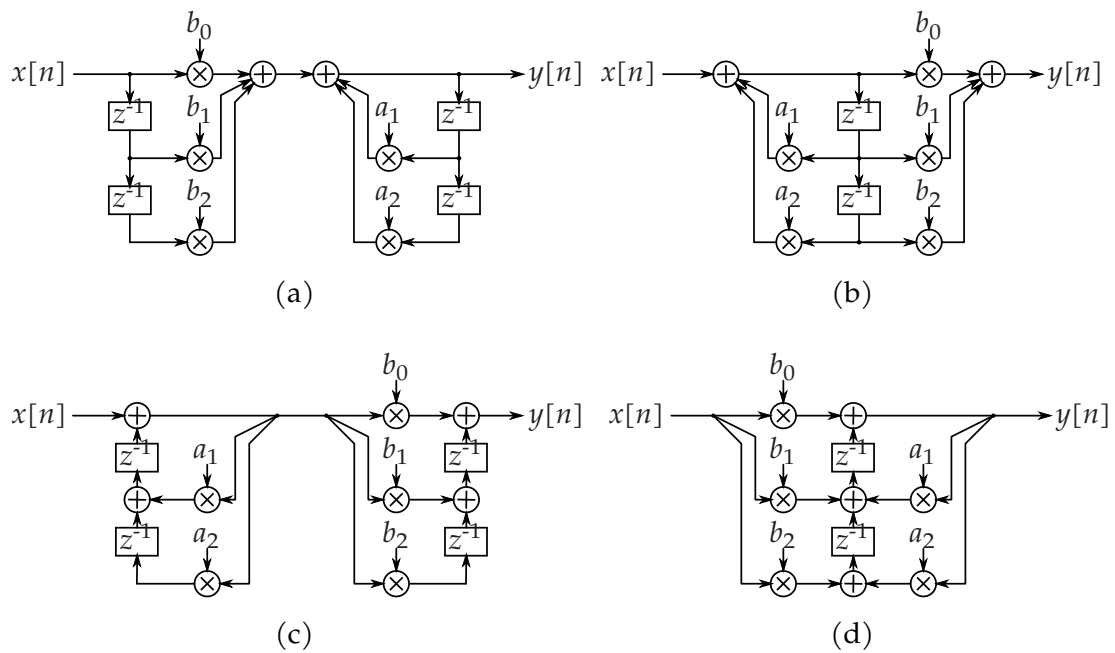 b0 b0
x[n] y[n] x[n] y[n]
z-1 b1 a1 z-1 a1 z-1 b1
z-1 b2 a2 z-1 a2 z-1 b2
(a) (b)
b0 b0
x[n] y[n] x[n] y[n]
z-1 a1 b1 z-1 b1 z-1 a1
z-1 a2 b2 z-1 b2 z-1 a2
(c) (d)